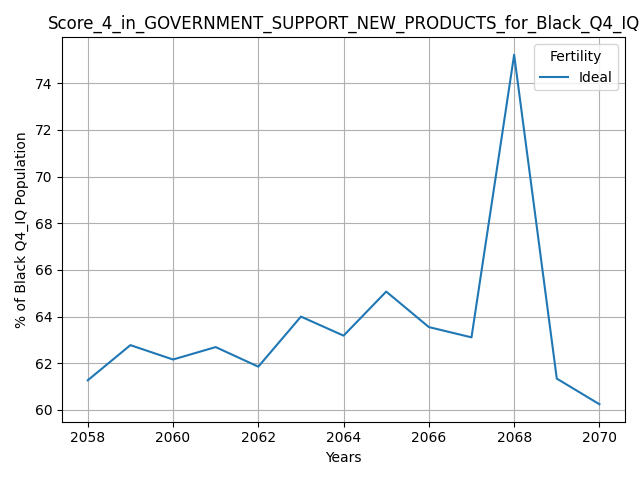 Score_4_in_GOVERNMENT_SUPPORT_NEW_PRODUCTS_for_Black_Q4_IQ
Fertility
Ideal
% of Black Q4_IQ Population
74
72
70
68
66
64
62
60
2058 2060 2062 2064 2066 2068 2070
Years